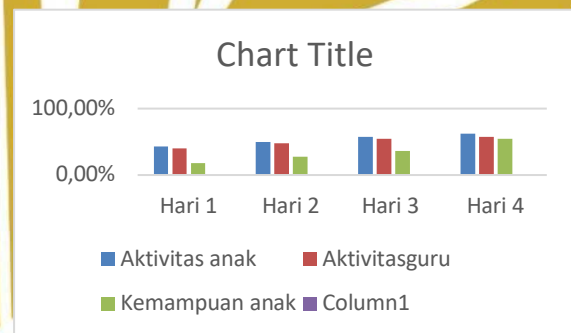 Chart Title
100,00%
0,00%
Hari 1 Hari 2 Hari 3 Hari 4
Aktivitas anak Aktivitasguru
Kemampuan anak Column1